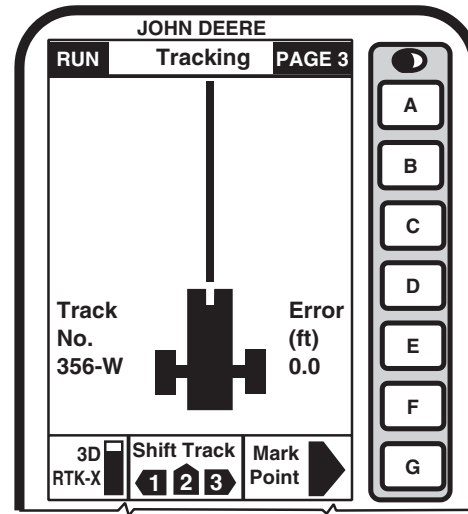 JOHN DEERE
RUN Tracking PAGE 3
A
B
C
D
E
F
G
Track
No.
356-W
Error
(ft)
0.0
3D
RTK-X
Shift Track
1 2 3
Mark
Point